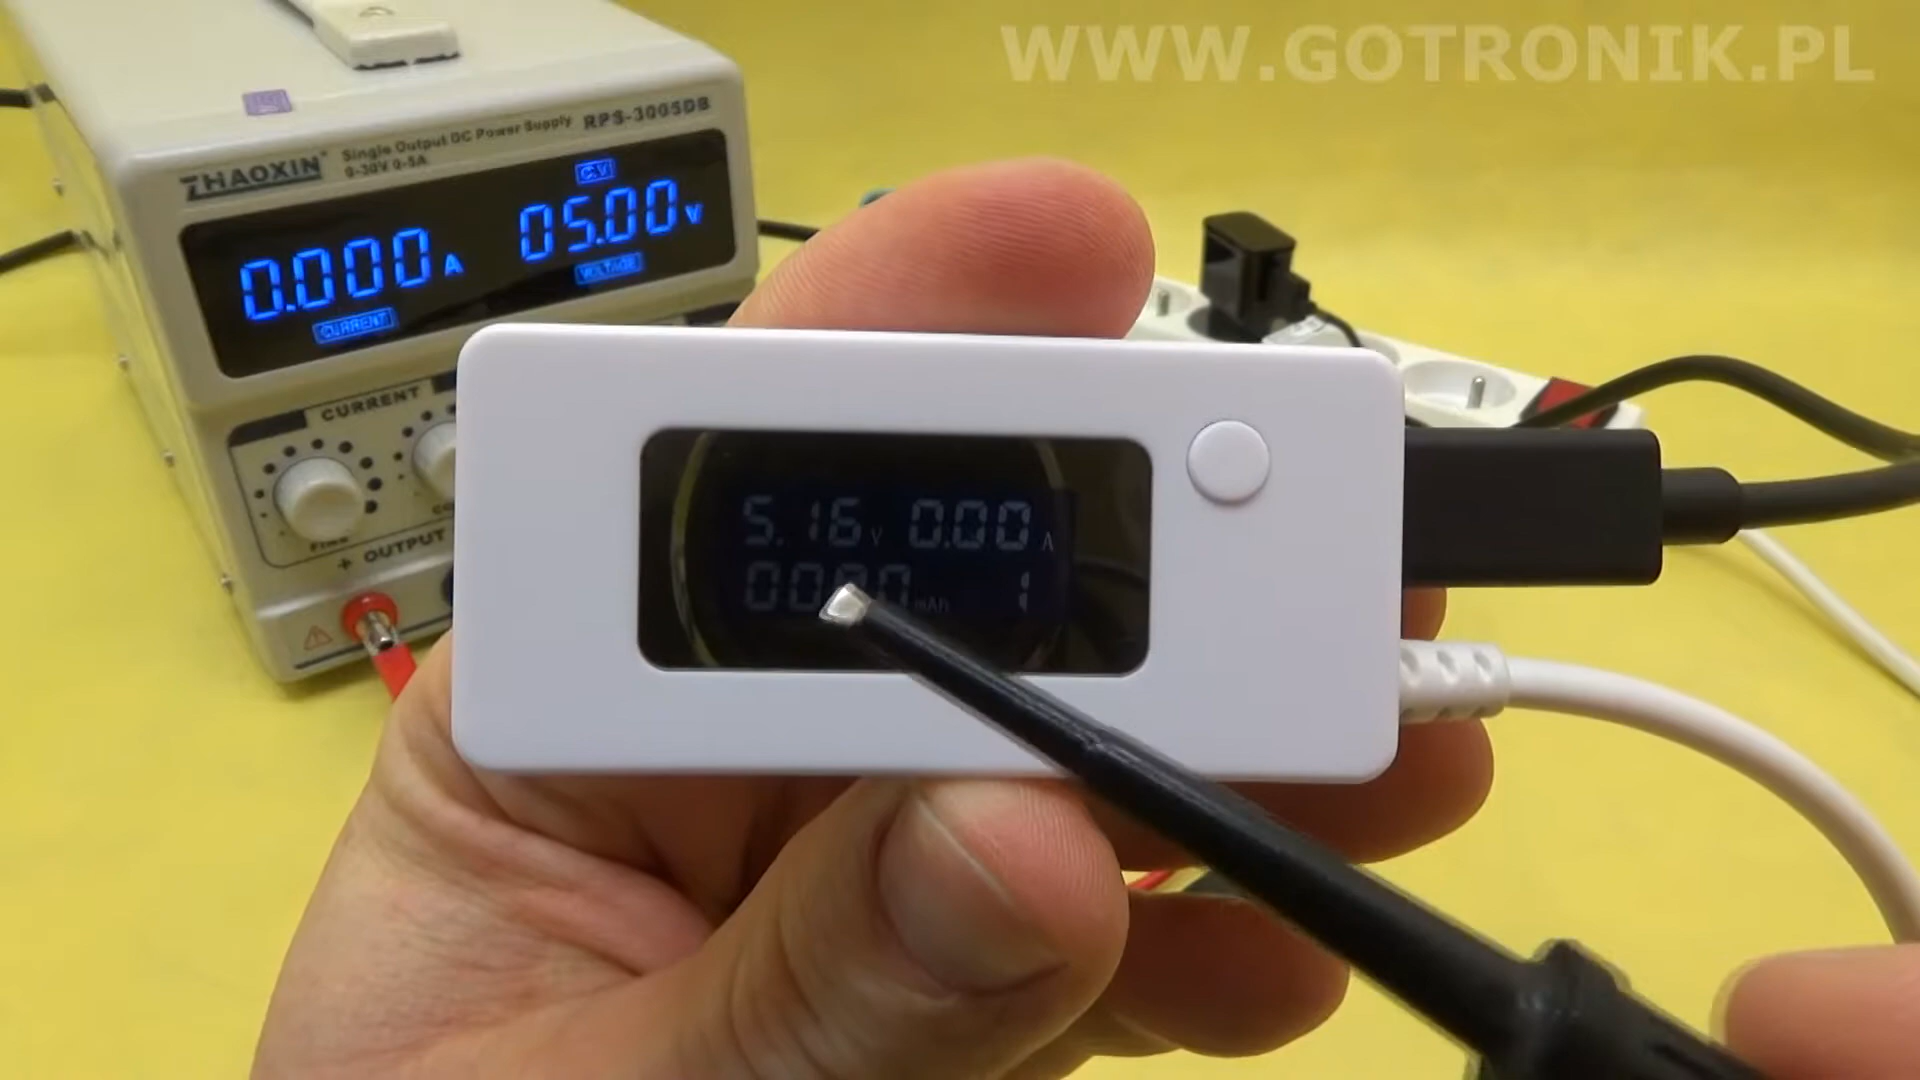 WWW.GOTRONIK.PL
ZHAOXIN Single Output DC Power Supply RPS-3005DB
0-30V 0-5A
C.V
0.000 A 05.00 V
CURRENT VOLTAGE
CURRENT
FINE
+ OUTPUT
5.16 V 0.00 A
mAh 1